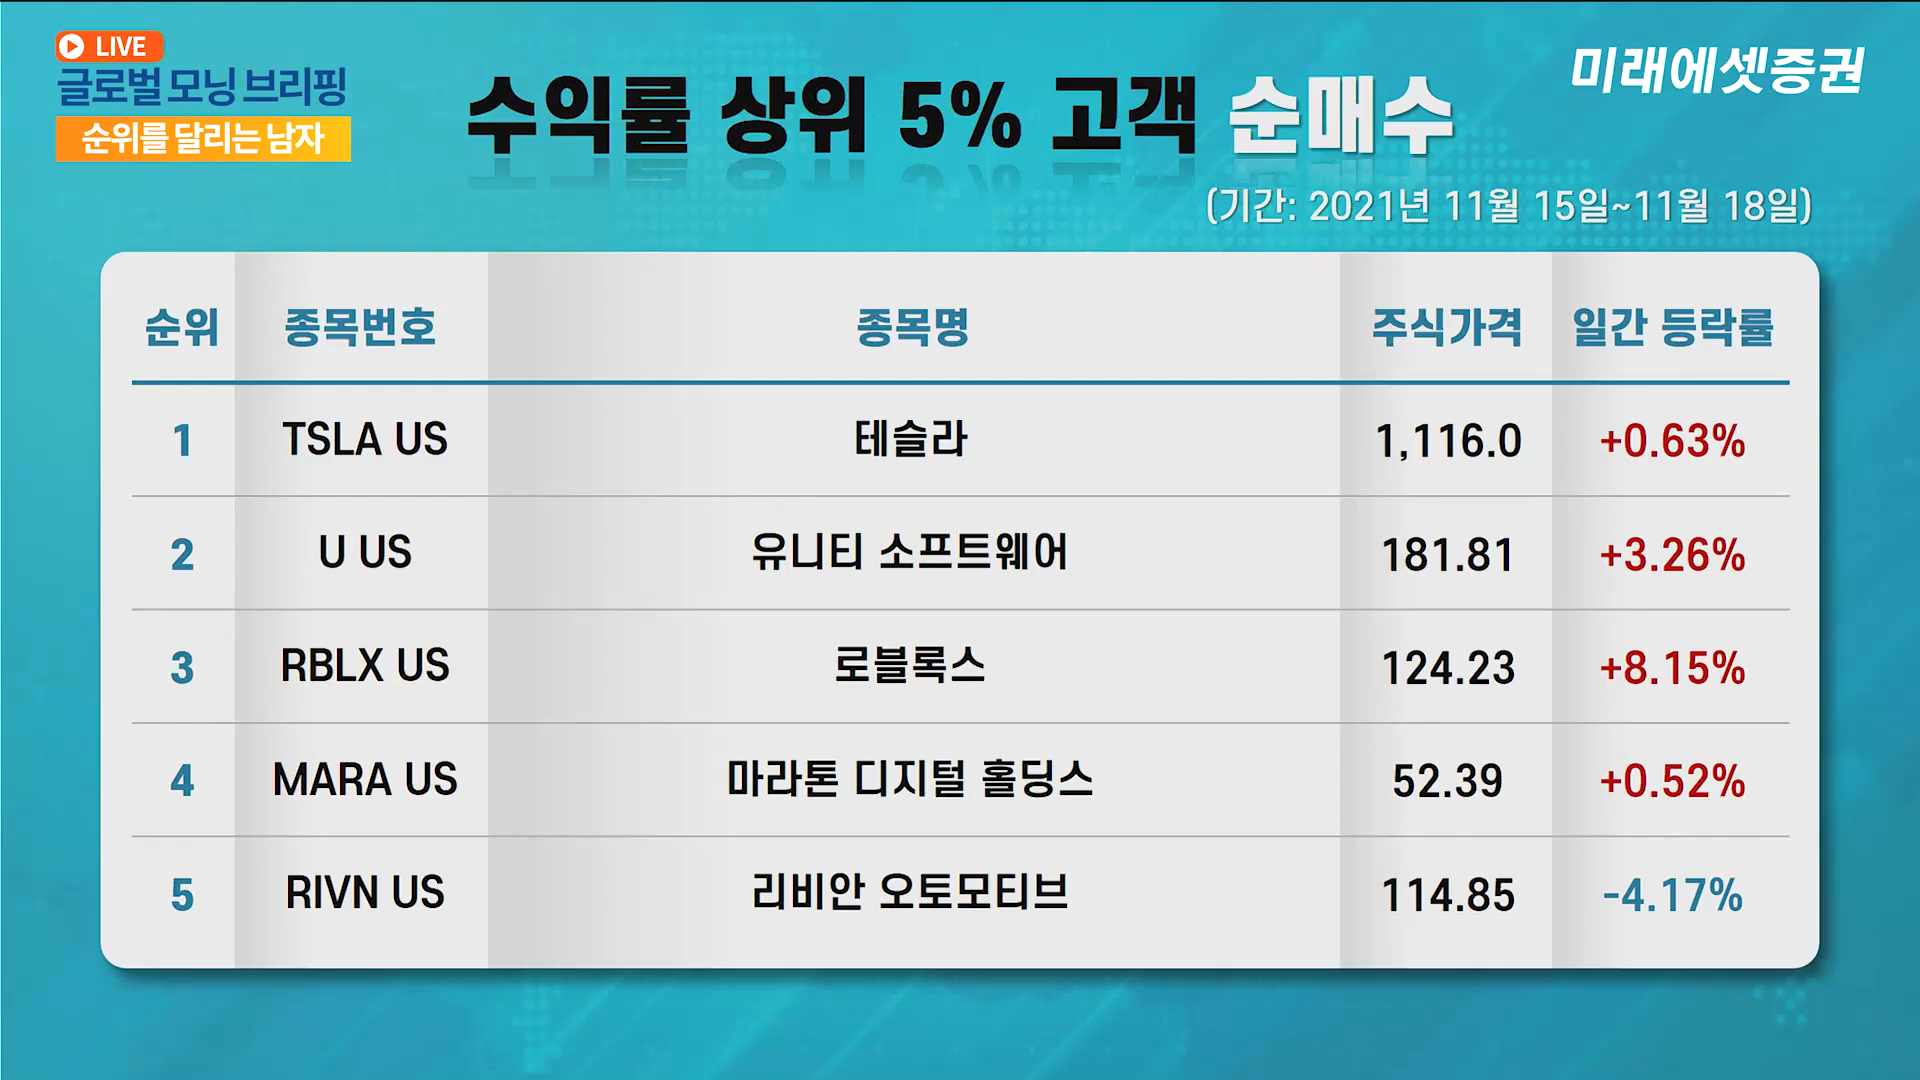 LIVE
글로벌 모닝 브리핑
순위를 달리는 남자
수익률 상위 5% 고객 순매수
미래에셋증권
(기간: 2021년 11월 15일~11월 18일)
순위 종목번호 종목명 주식가격 일간 등락률
1 TSLA US 테슬라 1,116.0 +0.63%
2 U US 유니티 소프트웨어 181.81 +3.26%
3 RBLX US 로블록스 124.23 +8.15%
4 MARA US 마라톤 디지털 홀딩스 52.39 +0.52%
5 RIVN US 리비안 오토모티브 114.85 -4.17%